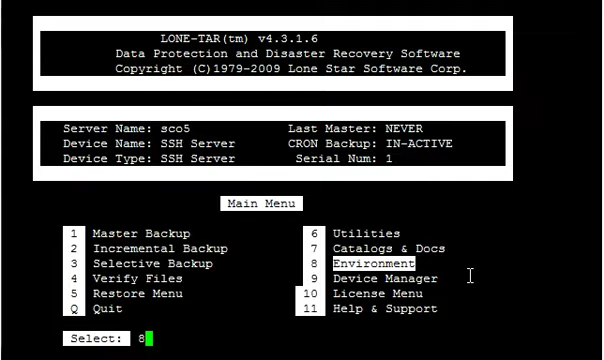 LONE-TAR(tm) v4.3.1.6
Data Protection and Disaster Recovery Software
Copyright (C)1979-2009 Lone Star Software Corp.
Server Name: sco5 Last Master: NEVER
Device Name: SSH Server CRON Backup: IN-ACTIVE
Device Type: SSH Server Serial Num: 1
Main Menu
1 Master Backup 6 Utilities
2 Incremental Backup 7 Catalogs & Docs
3 Selective Backup 8 Environment
4 Verify Files 9 Device Manager
5 Restore Menu 10 License Menu
Q Quit 11 Help & Support
Select: 8